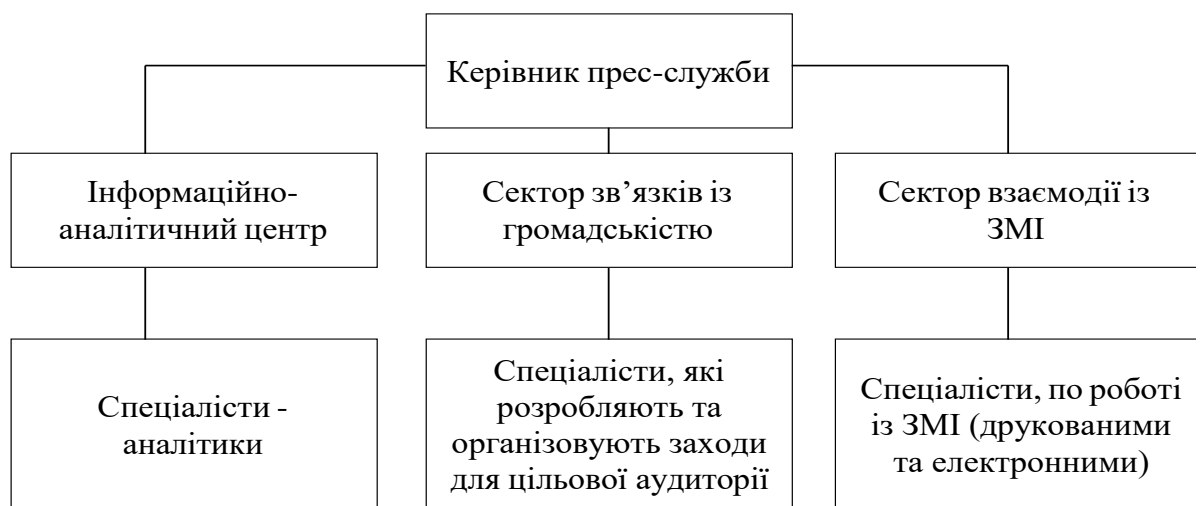 Керівник прес-служби
Інформаційно-
аналітичний центр
Сектор зв’язків із
громадськістю
Сектор взаємодії із
ЗМІ
Спеціалісти -
аналітики
Спеціалісти, які
розробляють та
організовують заходи
для цільової аудиторії
Спеціалісти, по роботі
із ЗМІ (друкованими
та електронними)